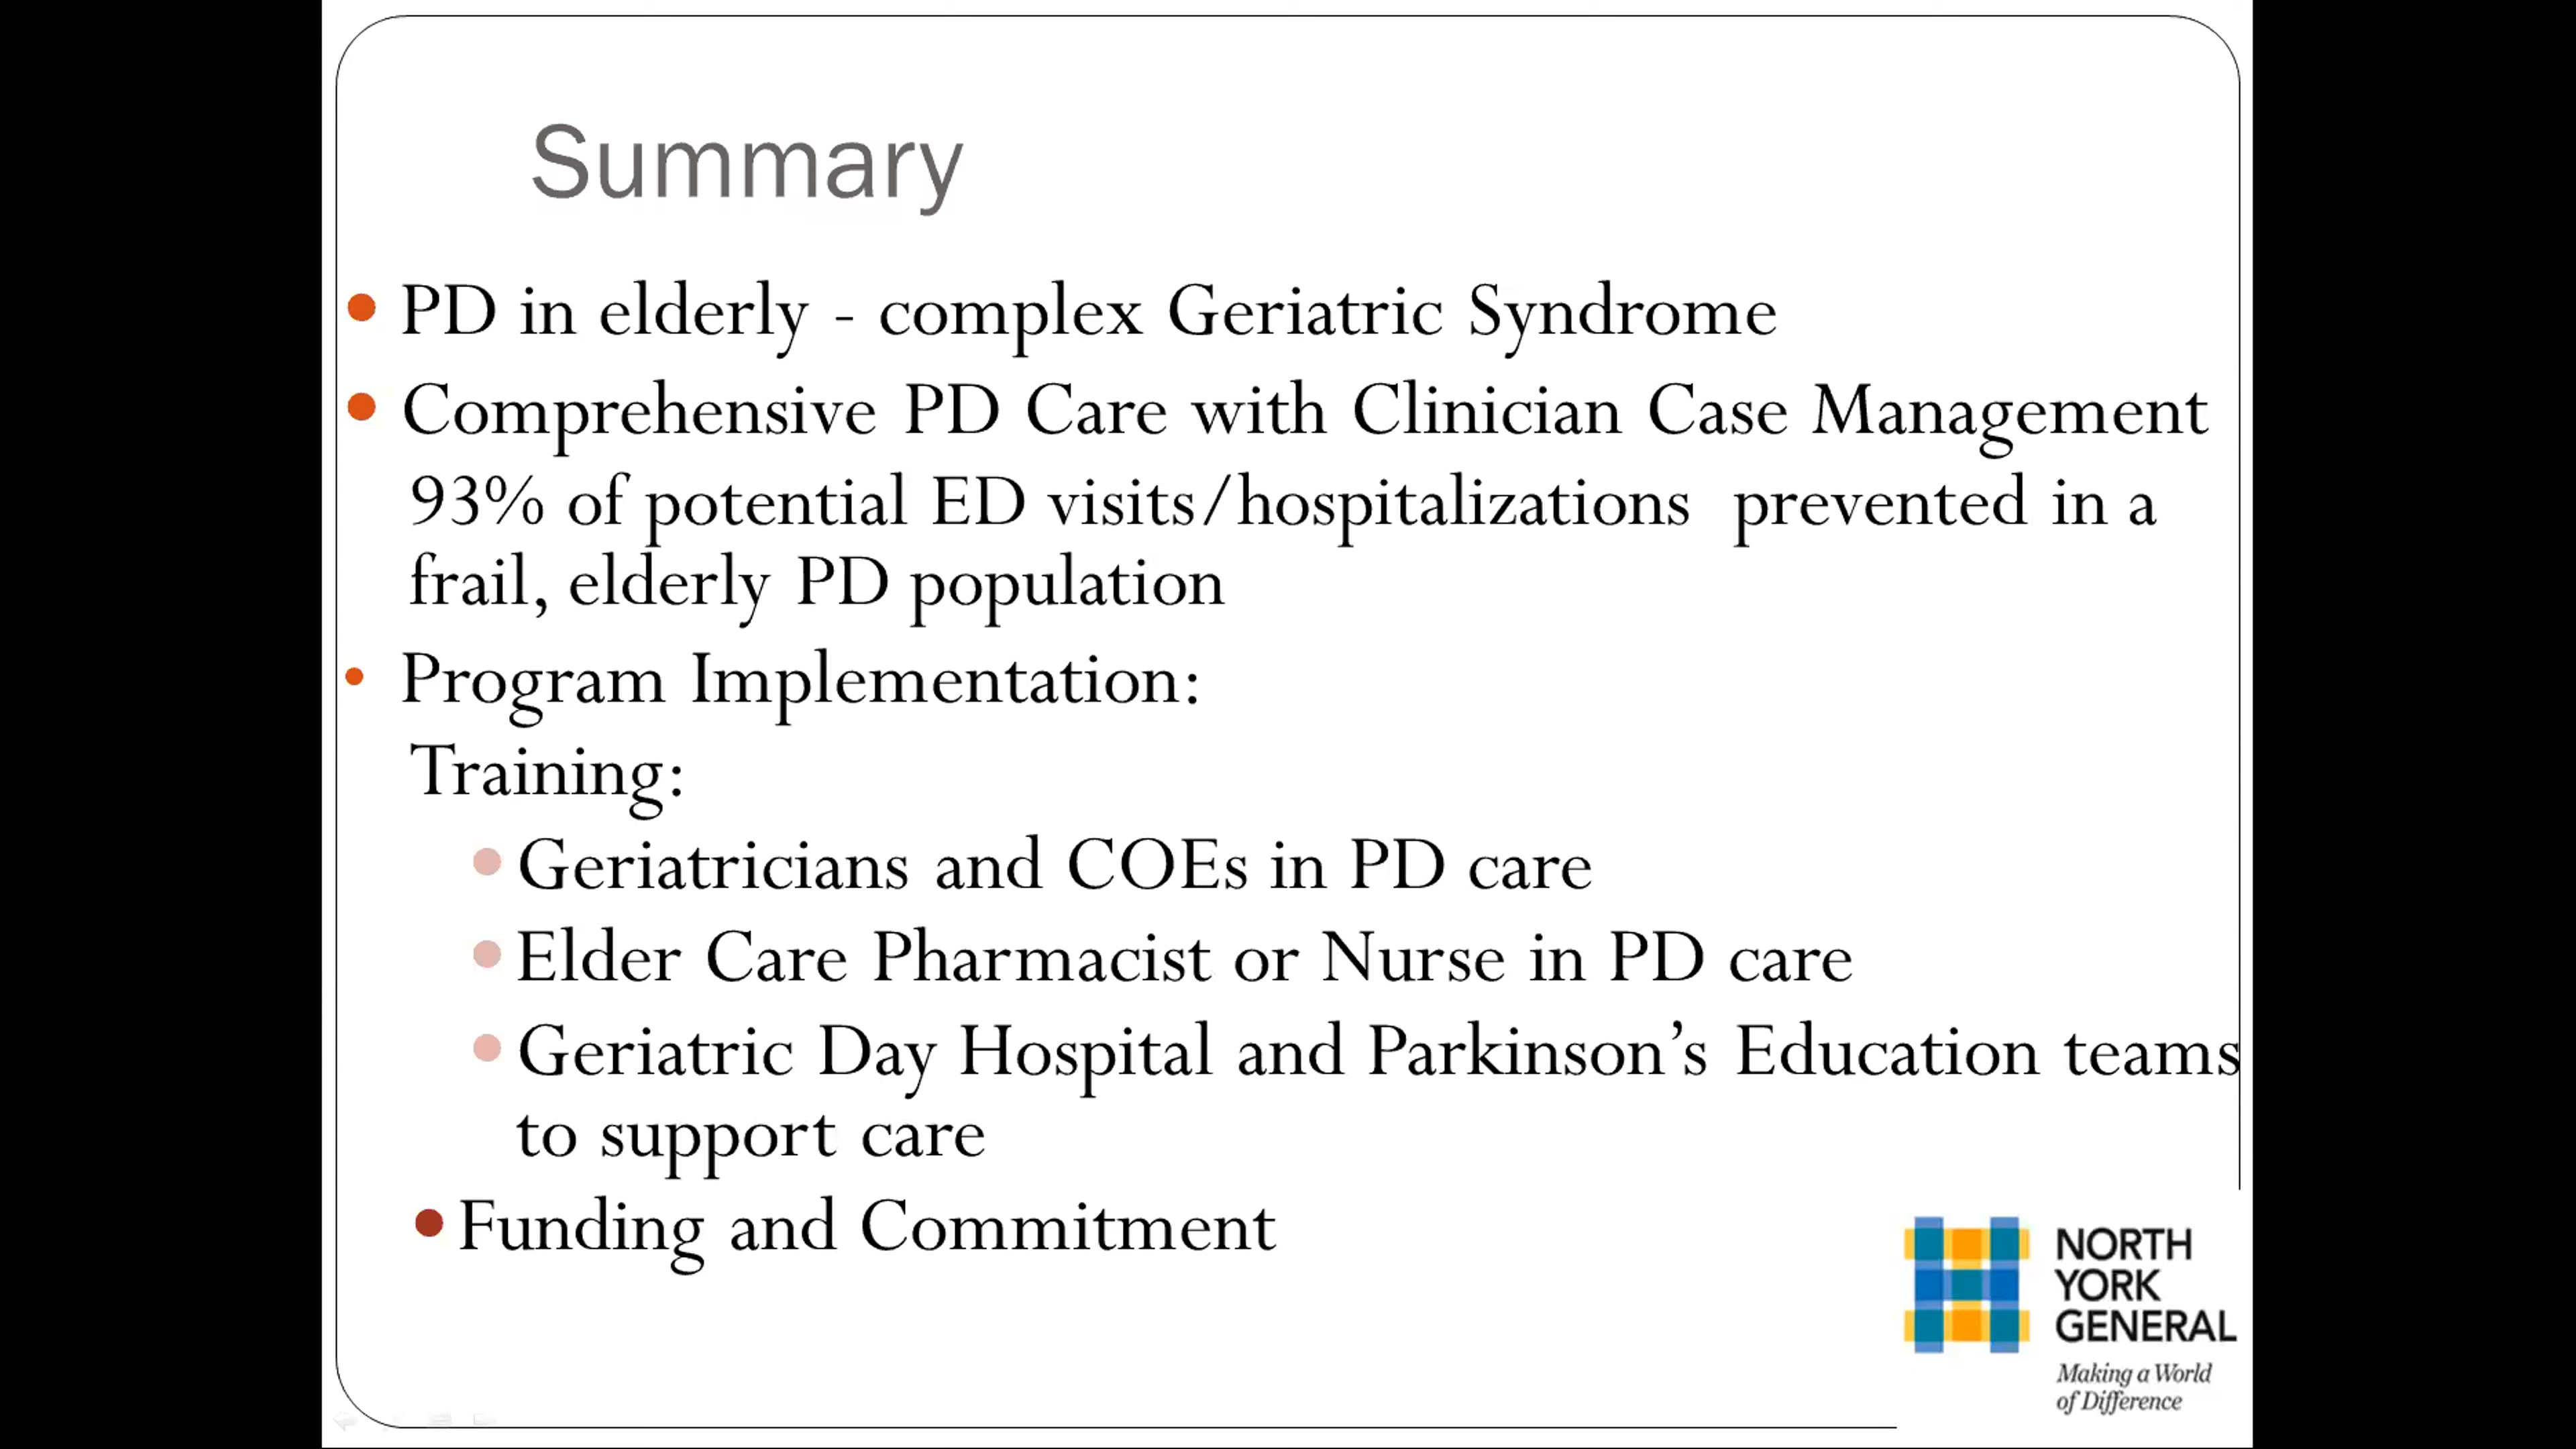 Summary
PD in elderly - complex Geriatric Syndrome
Comprehensive PD Care with Clinician Case Management
93% of potential ED visits/hospitalizations prevented in a
frail, elderly PD population
Program Implementation:
Training:
Geriatricians and COEs in PD care
Elder Care Pharmacist or Nurse in PD care
Geriatric Day Hospital and Parkinson’s Education teams
to support care
Funding and Commitment
NORTH
YORK
GENERAL
Making a World
of Difference